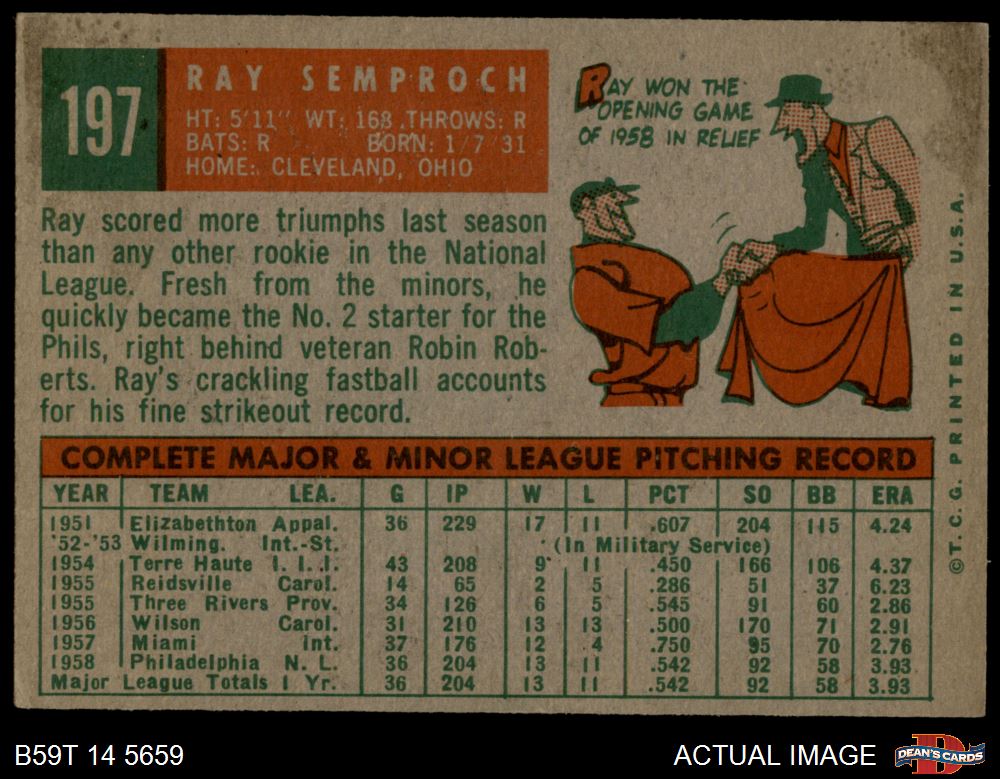 197
RAY SEMPROCH
HT: 5'11" WT: 168 THROWS: R
BATS: R BORN: 1/7/31
HOME: CLEVELAND, OHIO
RAY WON THE
OPENING GAME
OF 1958 IN RELIEF
Ray scored more triumphs last season
than any other rookie in the National
League. Fresh from the minors, he
quickly became the No. 2 starter for the
Phils, right behind veteran Robin Rob-
erts. Ray's crackling fastball accounts
for his fine strikeout record.
COMPLETE MAJOR & MINOR LEAGUE PITCHING RECORD
YEAR TEAM LEA. G IP W L PCT SO BB ERA
1951 Elizabethton Appal. 36 229 17 11 .607 204 115 4.24
'52-'53 Wilming. Int.-St. (In Military Service)
1954 Terre Haute I. I. I. 43 208 9 11 .450 166 106 4.37
1955 Reidsville Carol. 14 65 2 5 .286 51 37 6.23
1955 Three Rivers Prov. 34 126 6 5 .545 91 60 2.86
1956 Wilson Carol. 31 210 13 13 .500 170 71 2.91
1957 Miami Int. 37 176 12 4 .750 95 70 2.76
1958 Philadelphia N. L. 36 204 13 11 .542 92 58 3.93
Major League Totals 1 Yr. 36 204 13 11 .542 92 58 3.93
©T.C.G. PRINTED IN U.S.A.
B59T 14 5659
ACTUAL IMAGE
DEAN'S CARDS